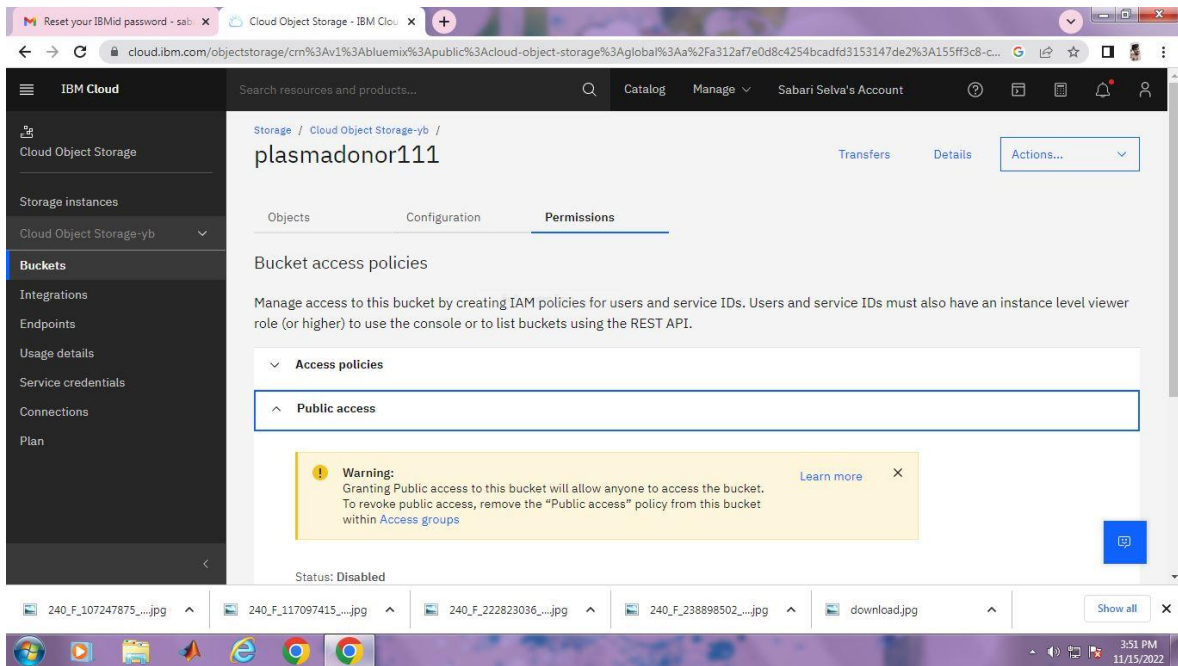 Reset your IBMid password - sab
Cloud Object Storage - IBM Clou
cloud.ibm.com/objectstorage/crn%3Av1%3Abluemix%3Apublic%3Acloud-object-storage%3Aglobal%3Aa%2Fa312af7e0d8c4254bcadfd3153147de2%3A155ff3c8-c...
IBM Cloud
Search resources and products...
Catalog
Manage
Sabari Selva's Account
Cloud Object Storage
Storage instances
Cloud Object Storage-yb
Buckets
Integrations
Endpoints
Usage details
Service credentials
Connections
Plan
Storage / Cloud Object Storage-yb /
plasmadonor111
Transfers
Details
Actions...
Objects
Configuration
Permissions
Bucket access policies
Manage access to this bucket by creating IAM policies for users and service IDs. Users and service IDs must also have an instance level viewer
role (or higher) to use the console or to list buckets using the REST API.
Access policies
Public access
Warning:
Granting Public access to this bucket will allow anyone to access the bucket.
To revoke public access, remove the “Public access” policy from this bucket
within Access groups
Learn more
Status: Disabled
240_F_107247875_....jpg
240_F_117097415_....jpg
240_F_222823036_....jpg
240_F_238898502_....jpg
download.jpg
Show all
3:51 PM
11/15/2022